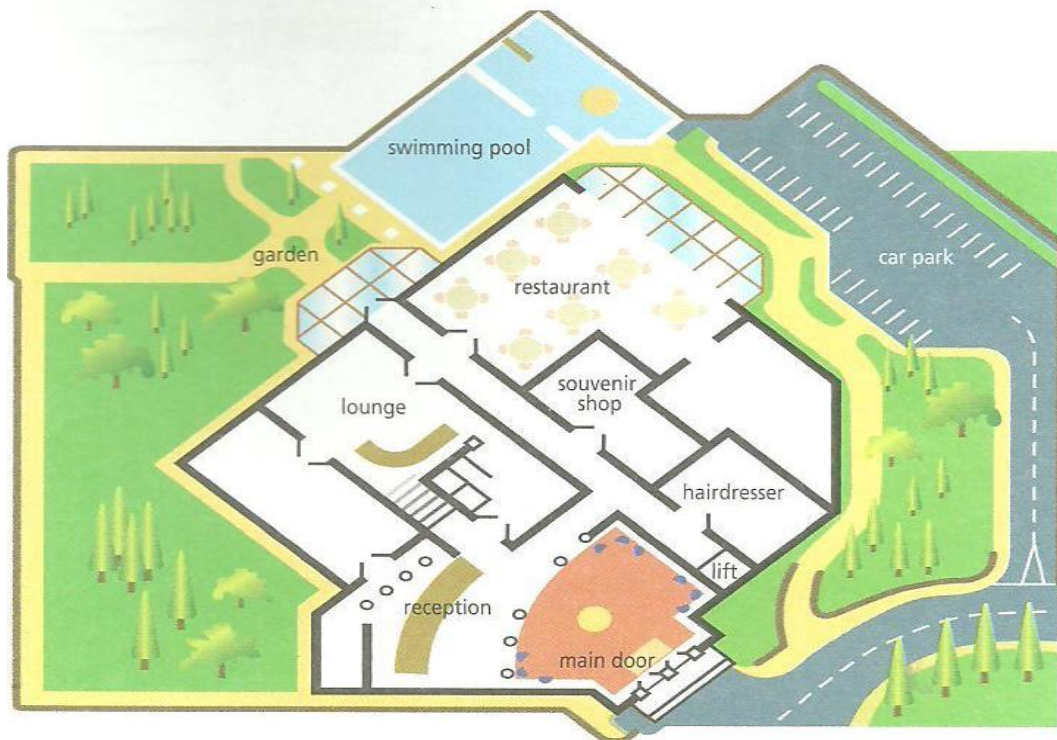 swimming pool
garden
car park
restaurant
souvenir
shop
lounge
hairdresser
lift
reception
main door